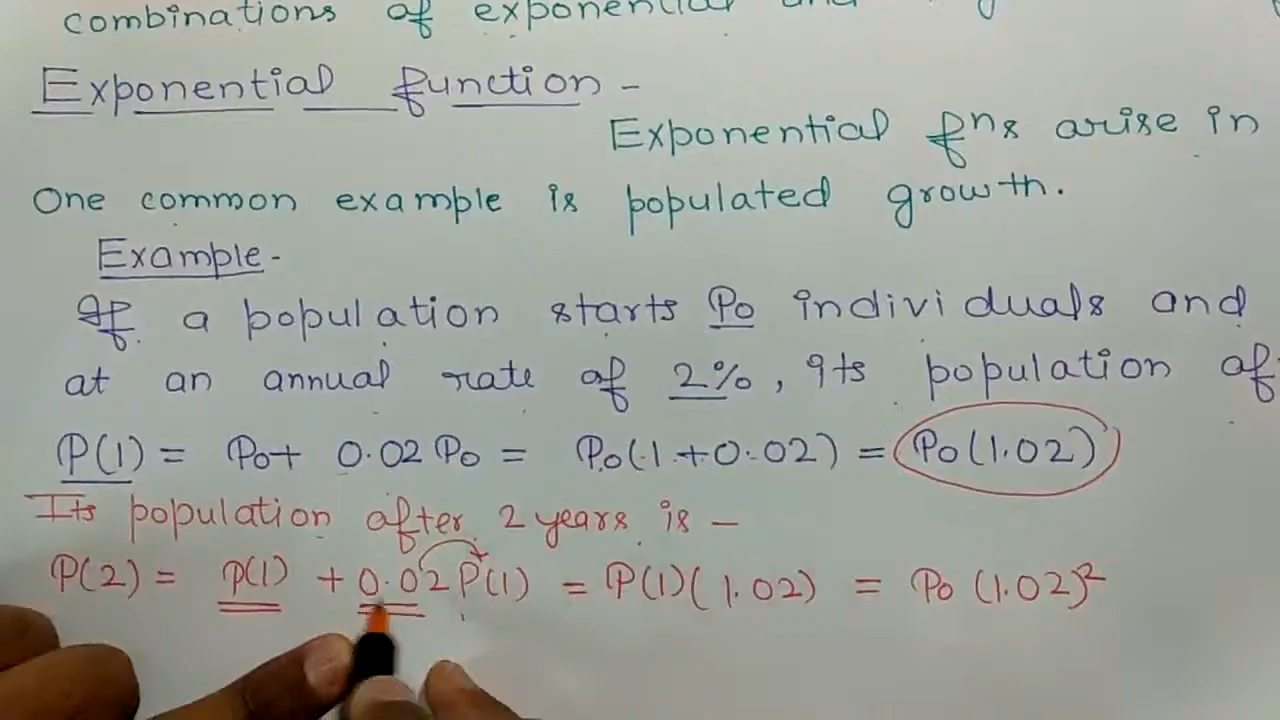 combinations of exponential and
Exponential function -
Exponential fns arise in
One common example is populated growth.
Example -
If a population starts Po individuals and
at an annual rate of 2%, Its population
P(1) = Po + 0.02 Po = Po(1+0.02) = Po(1.02)
Its population after 2 years is -
P(2) = P(1) + 0.02 P(1) = P(1)(1.02) = Po (1.02)²